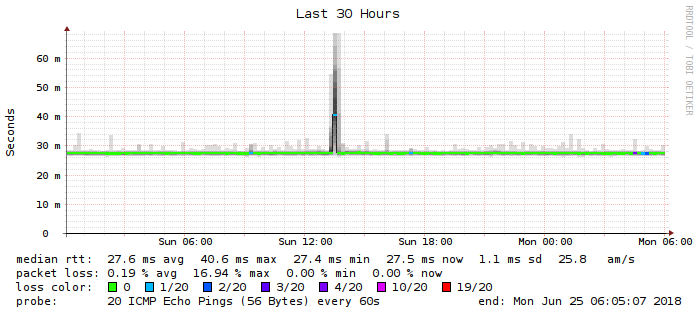 Last 30 Hours
RRDTOOL / TOBI OETIKER
Seconds
60 m
50 m
40 m
30 m
20 m
10 m
0
Sun 06:00 Sun 12:00 Sun 18:00 Mon 00:00 Mon 06:00
median rtt: 27.6 ms avg 40.6 ms max 27.4 ms min 27.5 ms now 1.1 ms sd 25.8 am/s
packet loss: 0.19 % avg 16.94 % max 0.00 % min 0.00 % now
loss color: 0 1/20 2/20 3/20 4/20 10/20 19/20
probe: 20 ICMP Echo Pings (56 Bytes) every 60s end: Mon Jun 25 06:05:07 2018